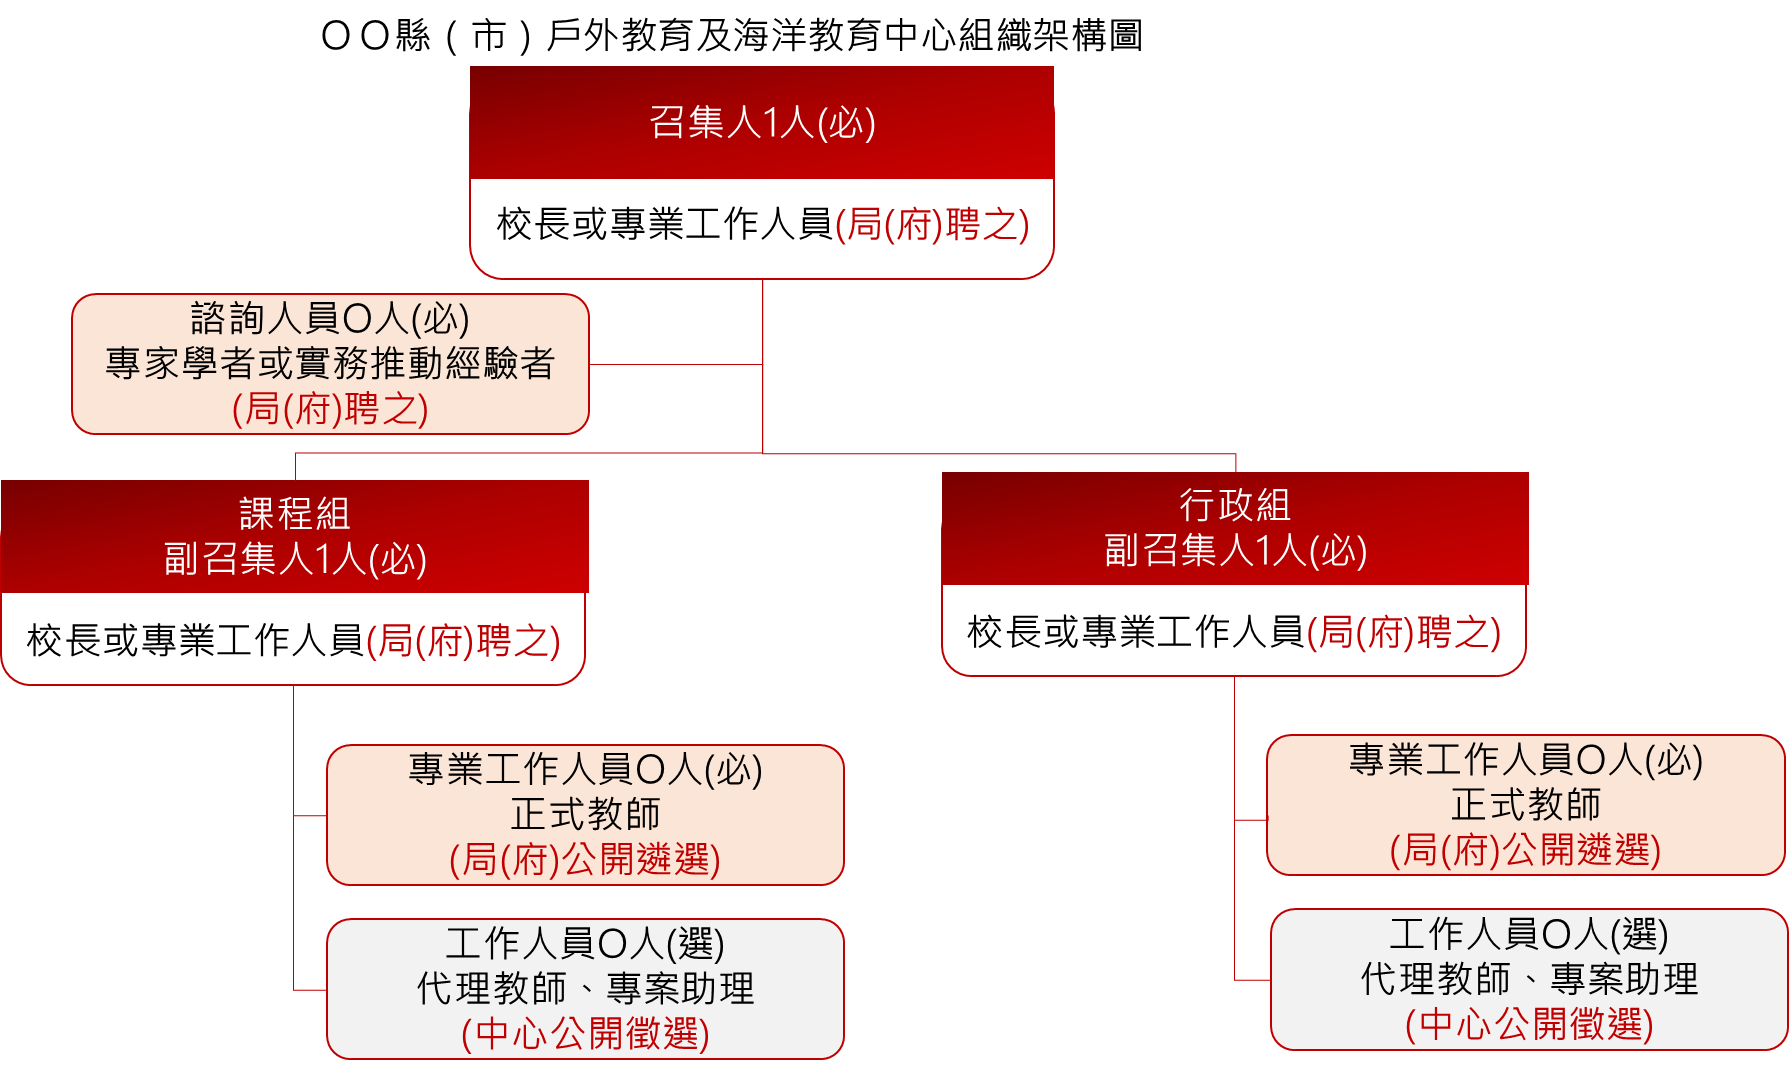 ＯＯ縣（市）戶外教育及海洋教育中心組織架構圖
召集人1人(必)
校長或專業工作人員(局(府)聘之)
諮詢人員O人(必)
專家學者或實務推動經驗者
(局(府)聘之)
課程組
副召集人1人(必)
校長或專業工作人員(局(府)聘之)
專業工作人員O人(必)
正式教師
(局(府)公開遴選)
工作人員O人(選)
代理教師、專案助理
(中心公開徵選)
行政組
副召集人1人(必)
校長或專業工作人員(局(府)聘之)
專業工作人員O人(必)
正式教師
(局(府)公開遴選)
工作人員O人(選)
代理教師、專案助理
(中心公開徵選)